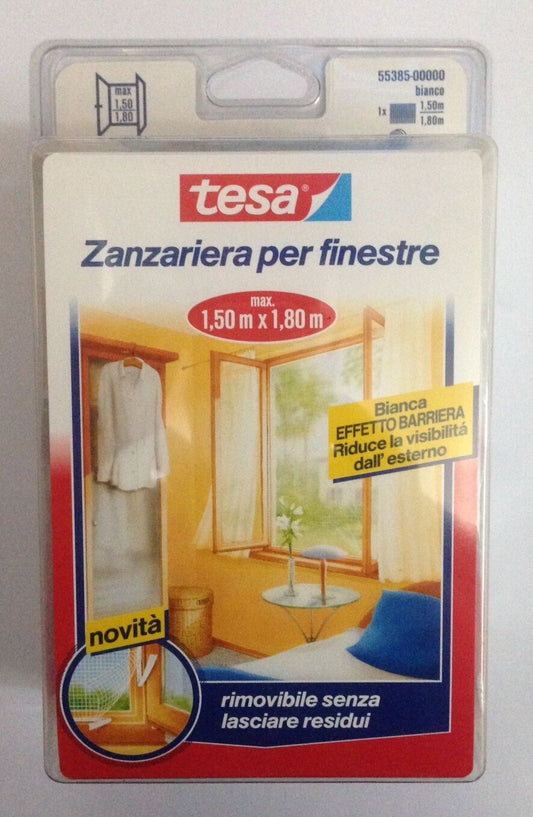 max
1,50
1,80
55385-00000
bianco
1x 1,50m
1,80m
tesa®
Zanzariera per finestre
max.
1,50 m x 1,80 m
Bianca
EFFETTO BARRIERA
Riduce la visibilitá
dall' esterno
novità
rimovibile senza
lasciare residui